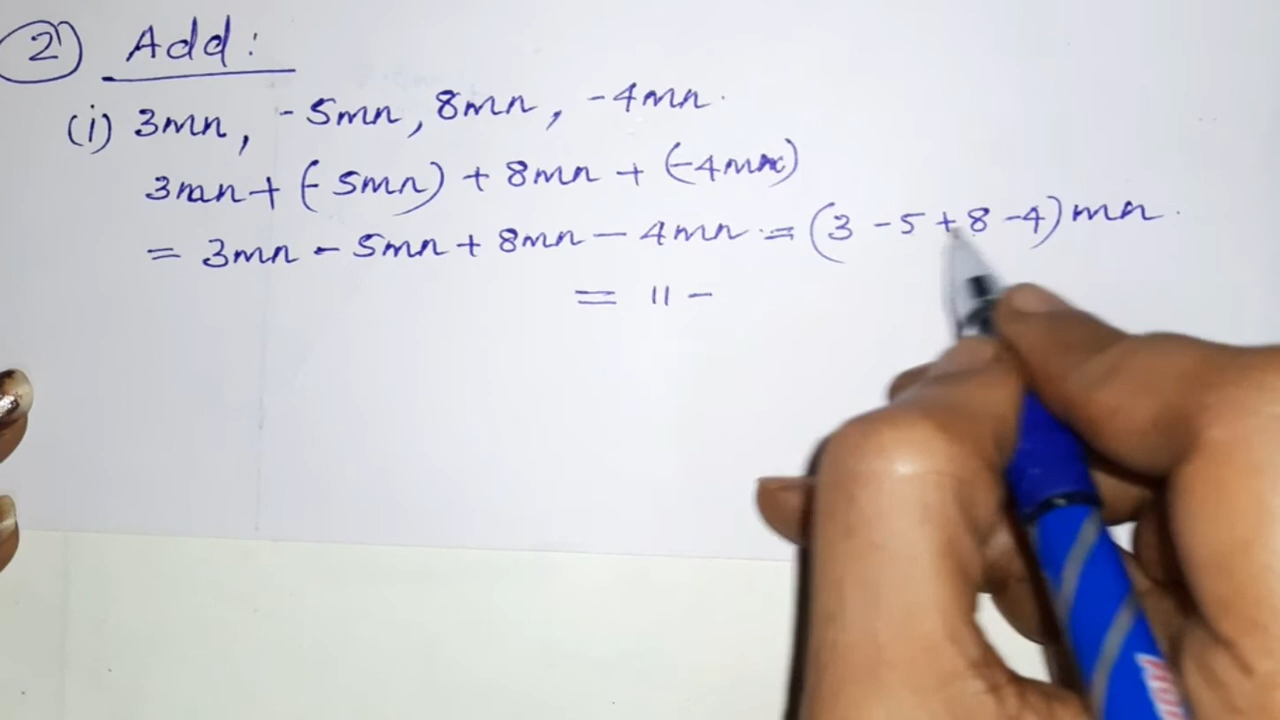 2 Add:
(i) 3mn, -5mn, 8mn, -4mn.
3mn + (-5mn) + 8mn + (-4mn)
= 3mn - 5mn + 8mn - 4mn = (3 - 5 + 8 - 4) mn.
= 11 -